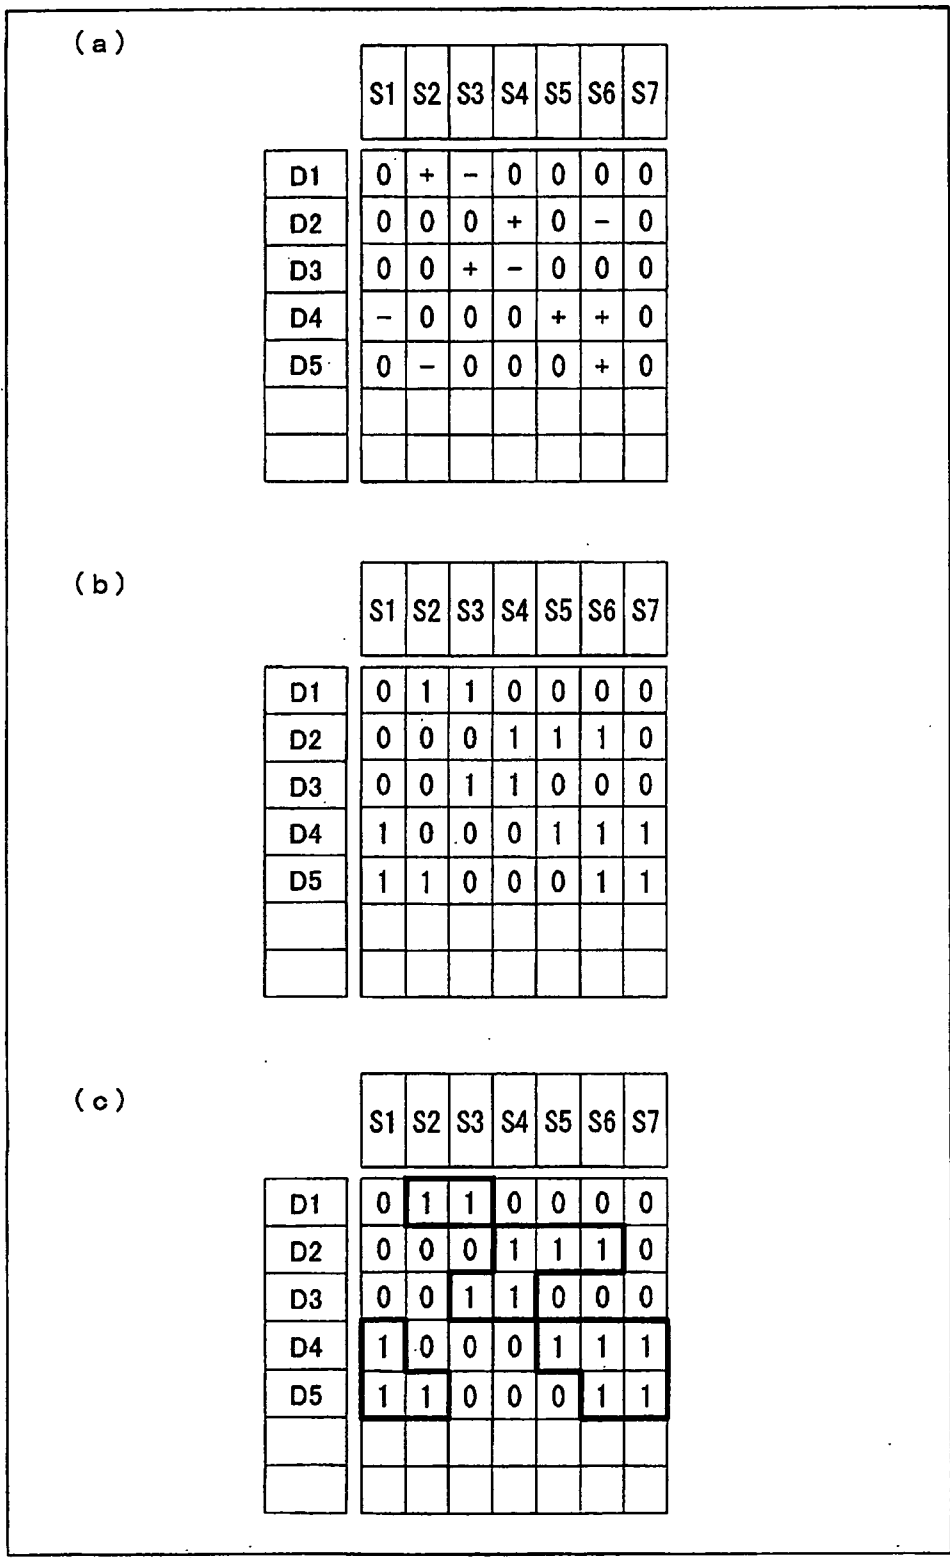 (a)
S1 S2 S3 S4 S5 S6 S7
D1 0 + − 0 0 0 0
D2 0 0 0 + 0 − 0
D3 0 0 + − 0 0 0
D4 − 0 0 0 + + 0
D5 0 − 0 0 0 + 0
(b)
S1 S2 S3 S4 S5 S6 S7
D1 0 1 1 0 0 0 0
D2 0 0 0 1 1 1 0
D3 0 0 1 1 0 0 0
D4 1 0 0 0 1 1 1
D5 1 1 0 0 0 1 1
(c)
S1 S2 S3 S4 S5 S6 S7
D1 0 1 1 0 0 0 0
D2 0 0 0 1 1 1 0
D3 0 0 1 1 0 0 0
D4 1 0 0 0 1 1 1
D5 1 1 0 0 0 1 1